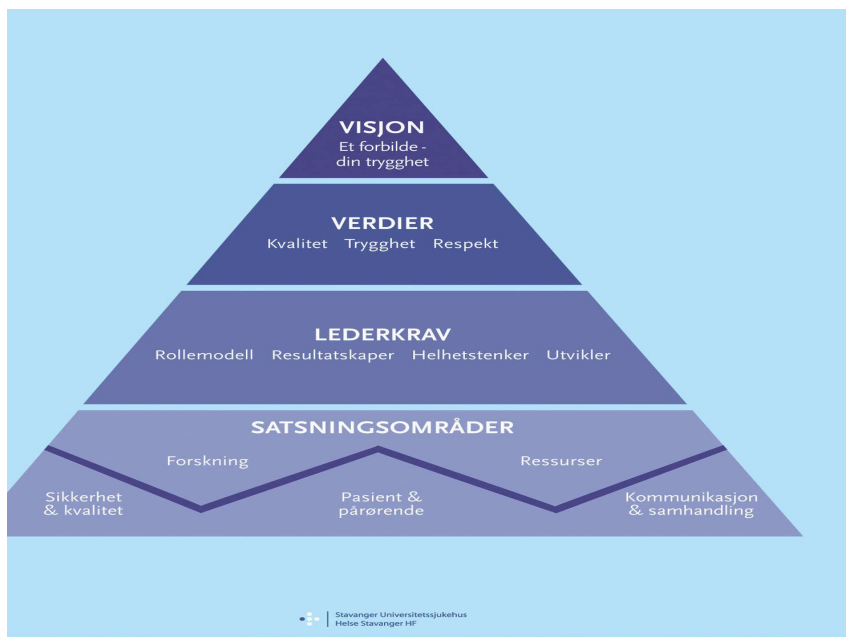 VISJON
Et forbilde -
din trygghet
VERDIER
Kvalitet Trygghet Respekt
LEDERKRAV
Rollemodell Resultatskaper Helhetstenker Utvikler
SATSNINGSOMRÅDER
Forskning Ressurser
Sikkerhet
& kvalitet
Pasient &
pårørende
Kommunikasjon
& samhandling
Stavanger Universitetssjukehus
Helse Stavanger HF